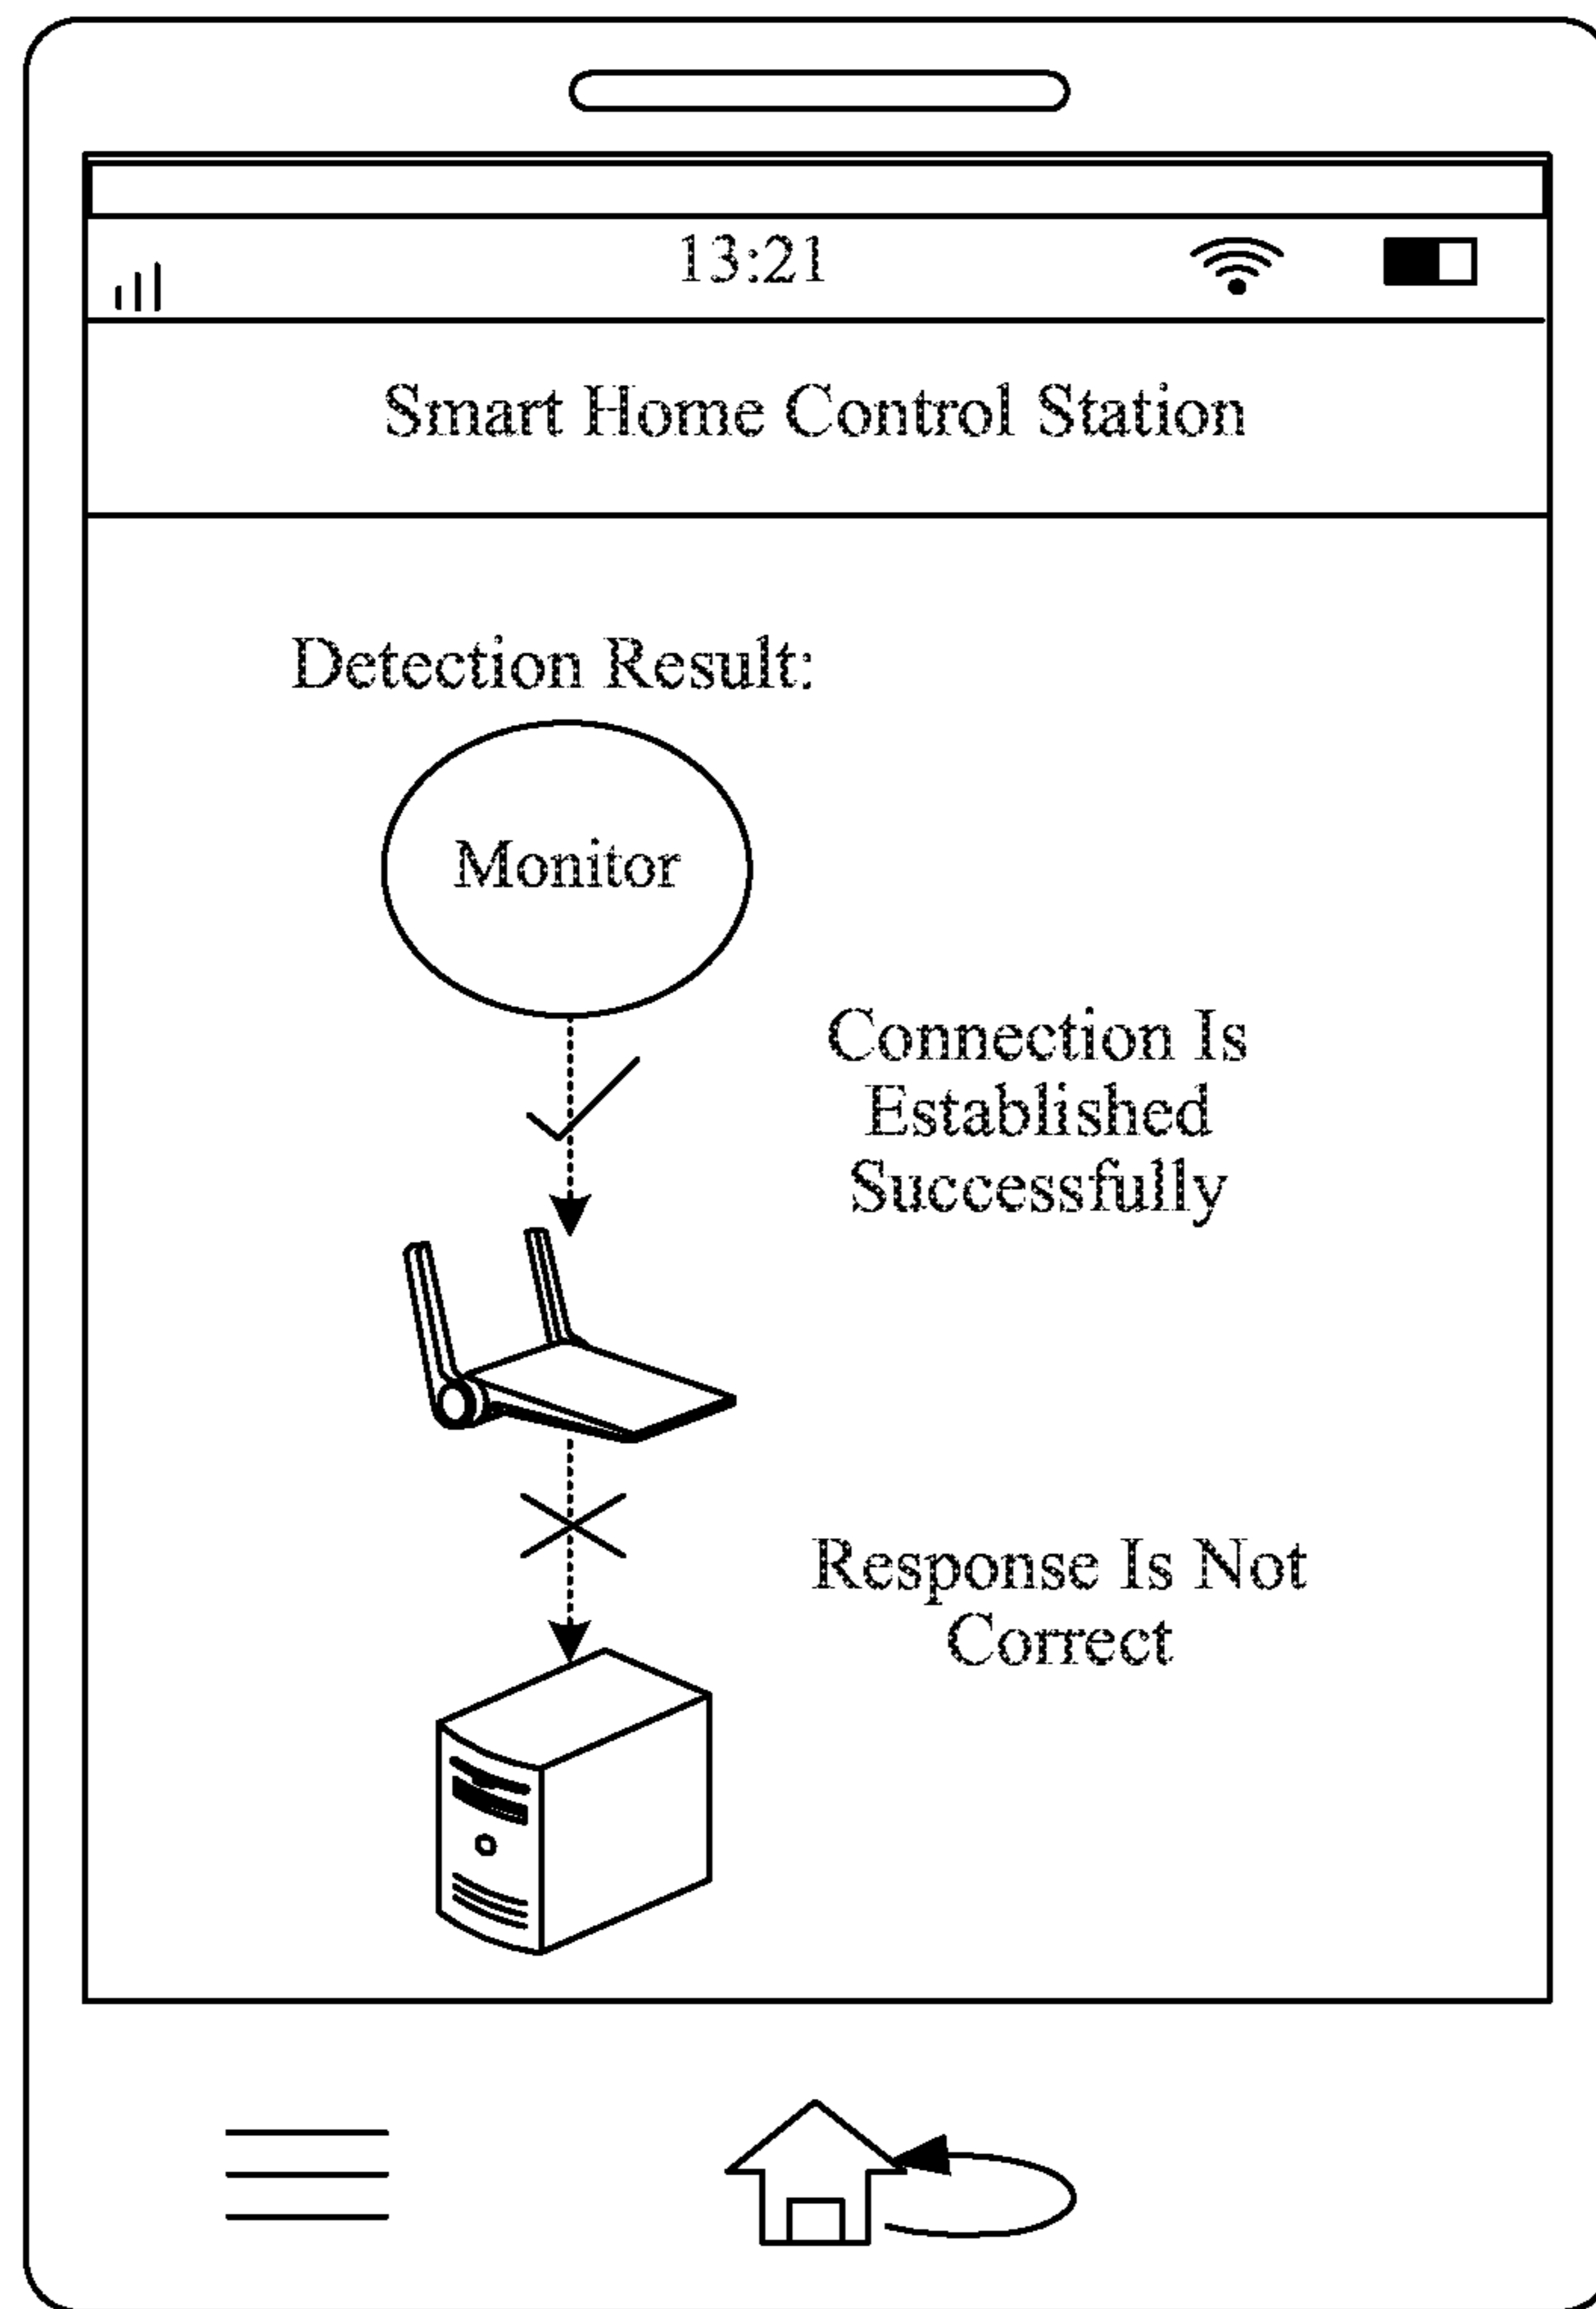 13:21
Smart Home Control Station
Detection Result:
Monitor
Connection Is
Established
Successfully
Response Is Not
Correct